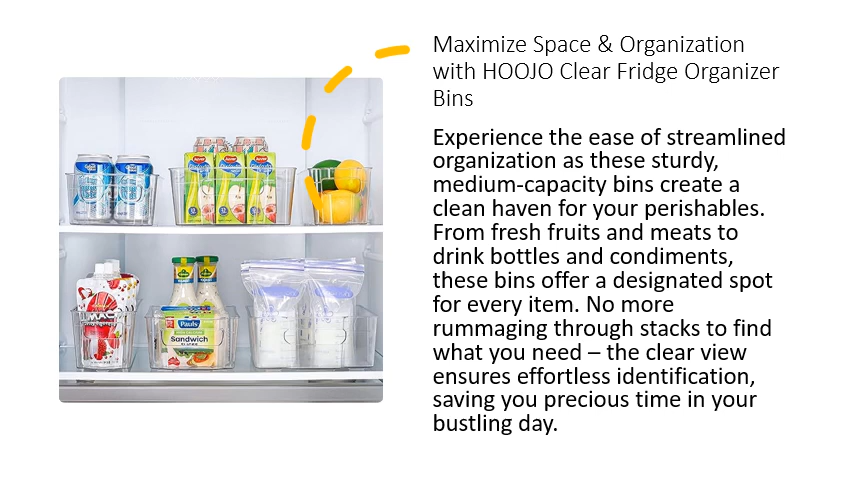 Maximize Space & Organization
with HOOJO Clear Fridge Organizer
Bins
Experience the ease of streamlined
organization as these sturdy,
medium-capacity bins create a
clean haven for your perishables.
From fresh fruits and meats to
drink bottles and condiments,
these bins offer a designated spot
for every item. No more
rummaging through stacks to find
what you need – the clear view
ensures effortless identification,
saving you precious time in your
bustling day.
Pauls
Sandwich